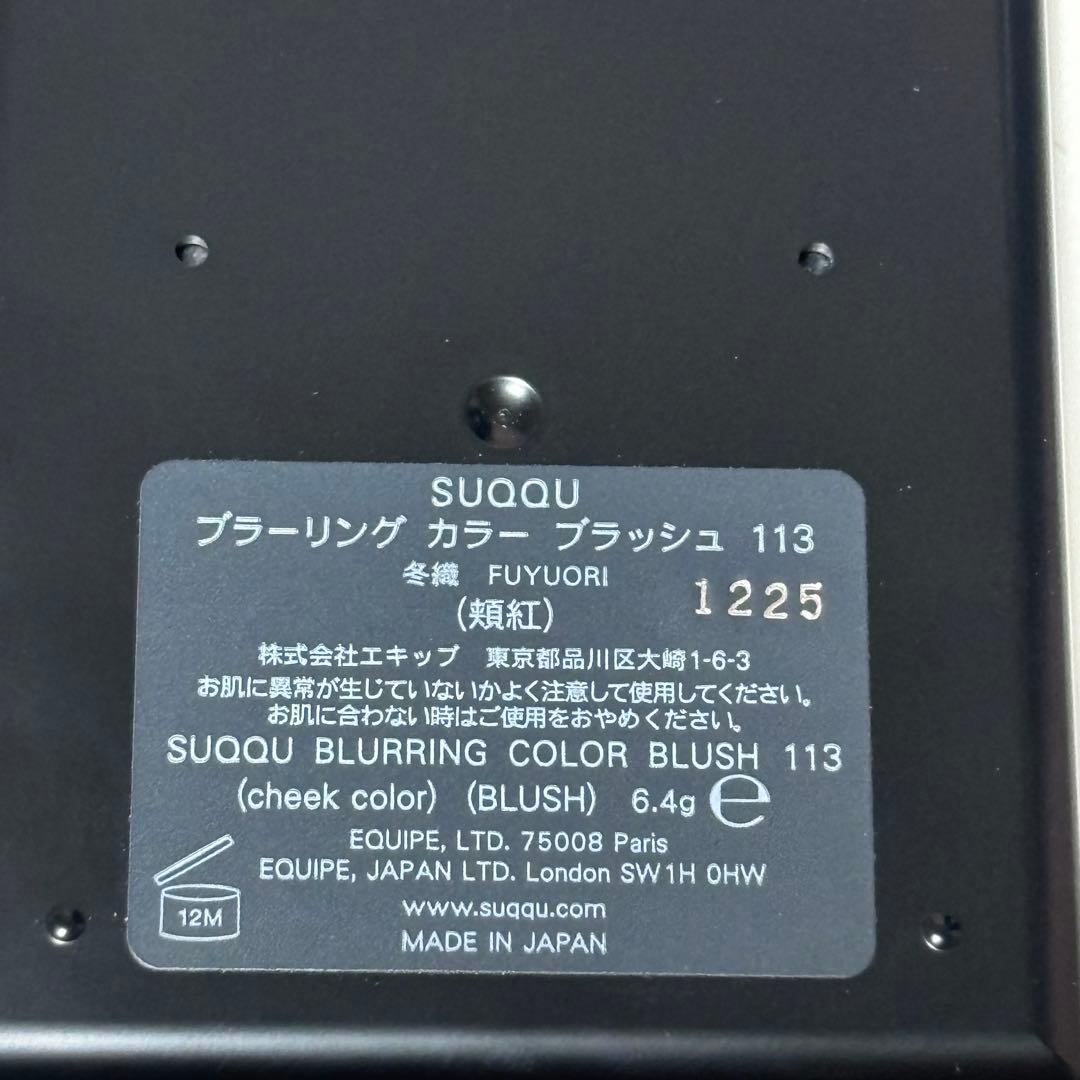 SUQQU
ブラーリング カラー ブラッシュ 113
冬織 FUYUORI
1225
(頬紅)
株式会社エキップ 東京都品川区大崎1-6-3
お肌に異常が生じていないかよく注意して使用してください。
お肌に合わない時はご使用をおやめください。
SUQQU BLURRING COLOR BLUSH 113
(cheek color) (BLUSH) 6.4g ℮
EQUIPE, LTD. 75008 Paris
EQUIPE, JAPAN LTD. London SW1H 0HW
12M
www.suqqu.com
MADE IN JAPAN